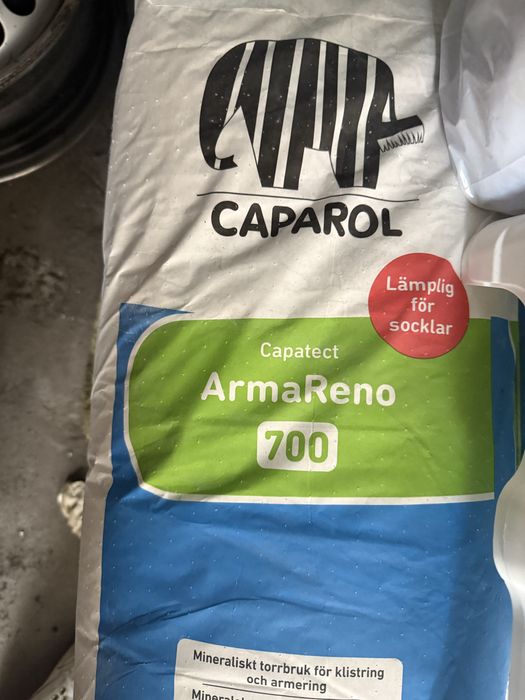 CAPAROL
Lämplig
för
socklar
Capatect
ArmaReno
700
Mineraliskt torrbruk för klistring
och armering